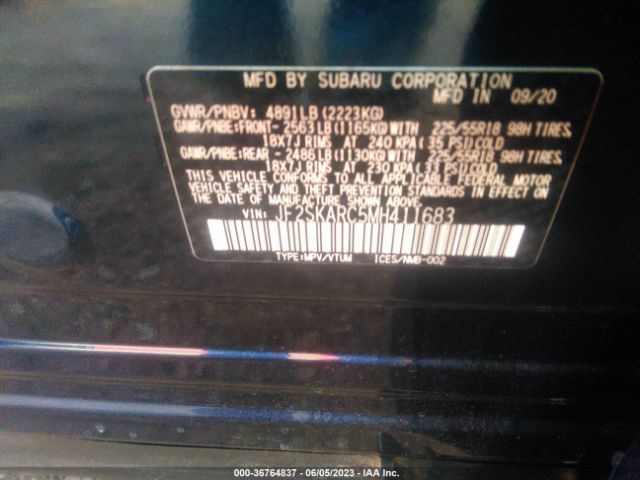 MFD BY SUBARU CORPORATION
MFD IN 09/20
GVWR/PNBV: 4891LB (2223KG)
GAWR/PNBE:FRONT- 2563LB (1165KG) WITH 225/55R18 98H TIRES,
18X7J RIMS AT 240 KPA ( 35 PSI) COLD
GAWR/PNBE:REAR - 2486LB (1130KG) WITH 225/55R18 98H TIRES,
18X7J RIMS AT 230 KPA ( 33 PSI) COLD
THIS VEHICLE CONFORMS TO ALL APPLICABLE FEDERAL MOTOR
VEHICLE SAFETY AND THEFT PREVENTION STANDARDS IN EFFECT ON
THE DATE OF MANUFACTURE SHOWN ABOVE.
VIN: JF2SKARC5MH411683
TYPE:MPV/VTUM ICES/NMB-002
000-36764837 - 06/05/2023 - IAA Inc.